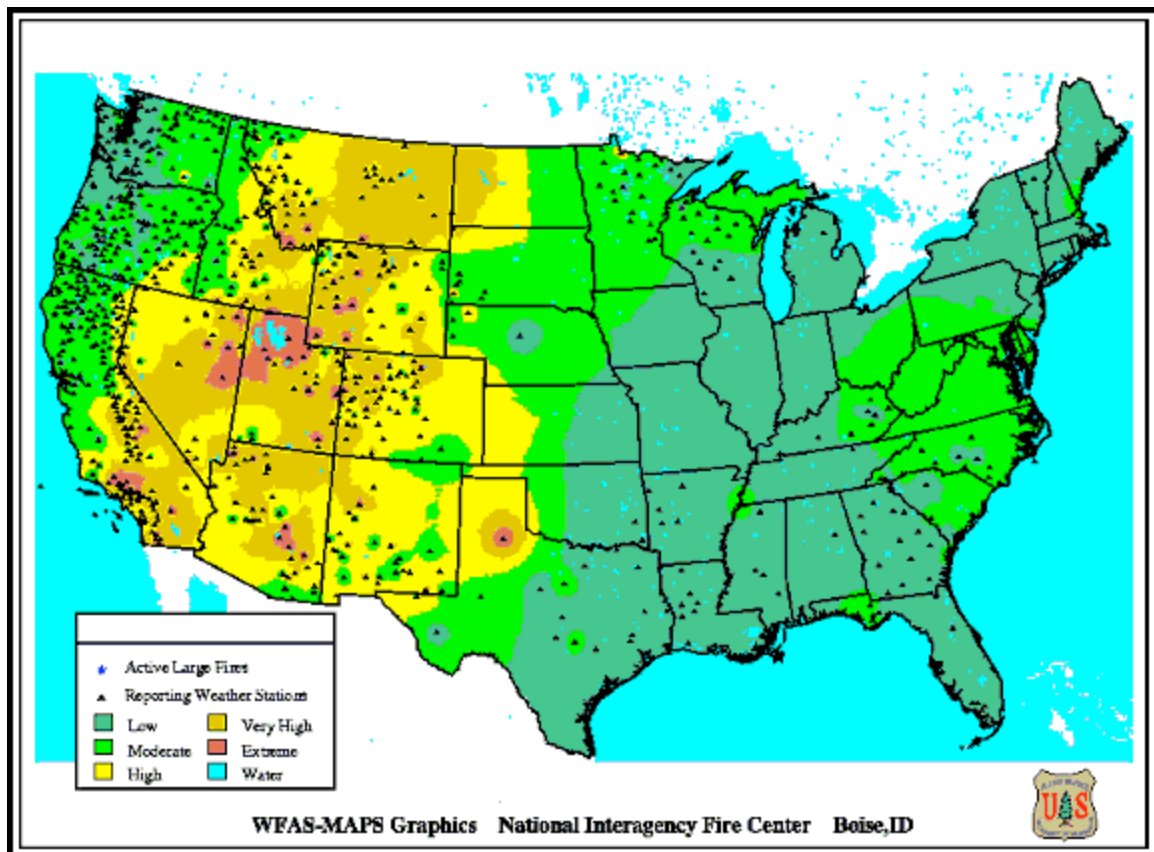 Active Large Fires
Reporting Weather Stations
Low Very High
Moderate Extreme
High Water
WFAS-MAPS Graphics National Interagency Fire Center Boise,ID
U S